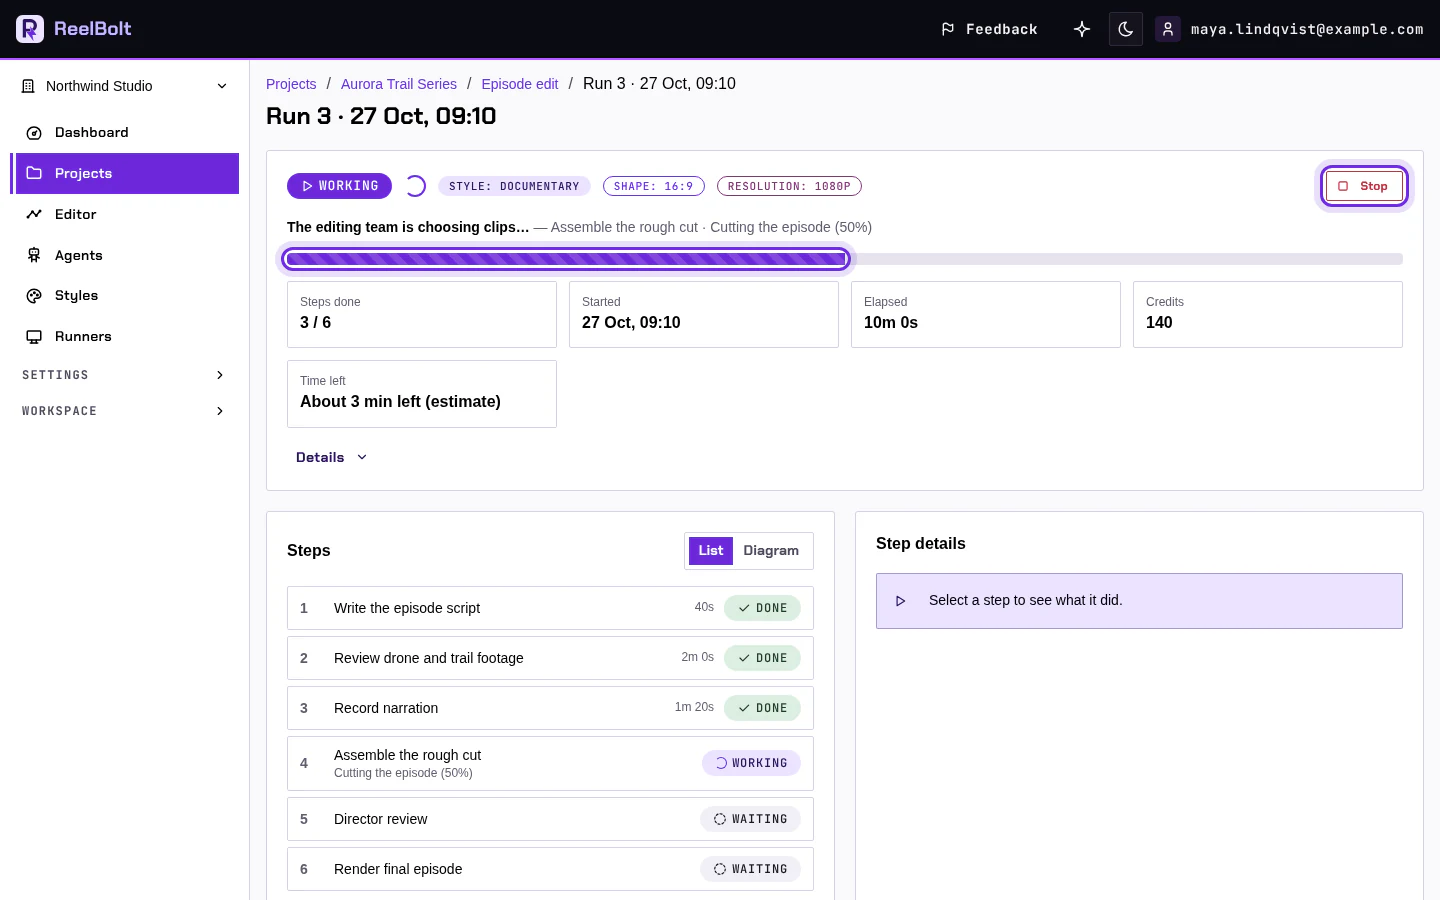 ReelBolt
Feedback
maya.lindqvist@example.com
Northwind Studio
Dashboard
Projects
Editor
Agents
Styles
Runners
SETTINGS
WORKSPACE
Projects / Aurora Trail Series / Episode edit / Run 3 · 27 Oct, 09:10
Run 3 · 27 Oct, 09:10
WORKING
STYLE: DOCUMENTARY
SHAPE: 16:9
RESOLUTION: 1080P
Stop
The editing team is choosing clips... — Assemble the rough cut · Cutting the episode (50%)
Steps done
3 / 6
Started
27 Oct, 09:10
Elapsed
10m 0s
Credits
140
Time left
About 3 min left (estimate)
Details
Steps
List
Diagram
1 Write the episode script 40s DONE
2 Review drone and trail footage 2m 0s DONE
3 Record narration 1m 20s DONE
4 Assemble the rough cut WORKING
Cutting the episode (50%)
5 Director review WAITING
6 Render final episode WAITING
Step details
Select a step to see what it did.